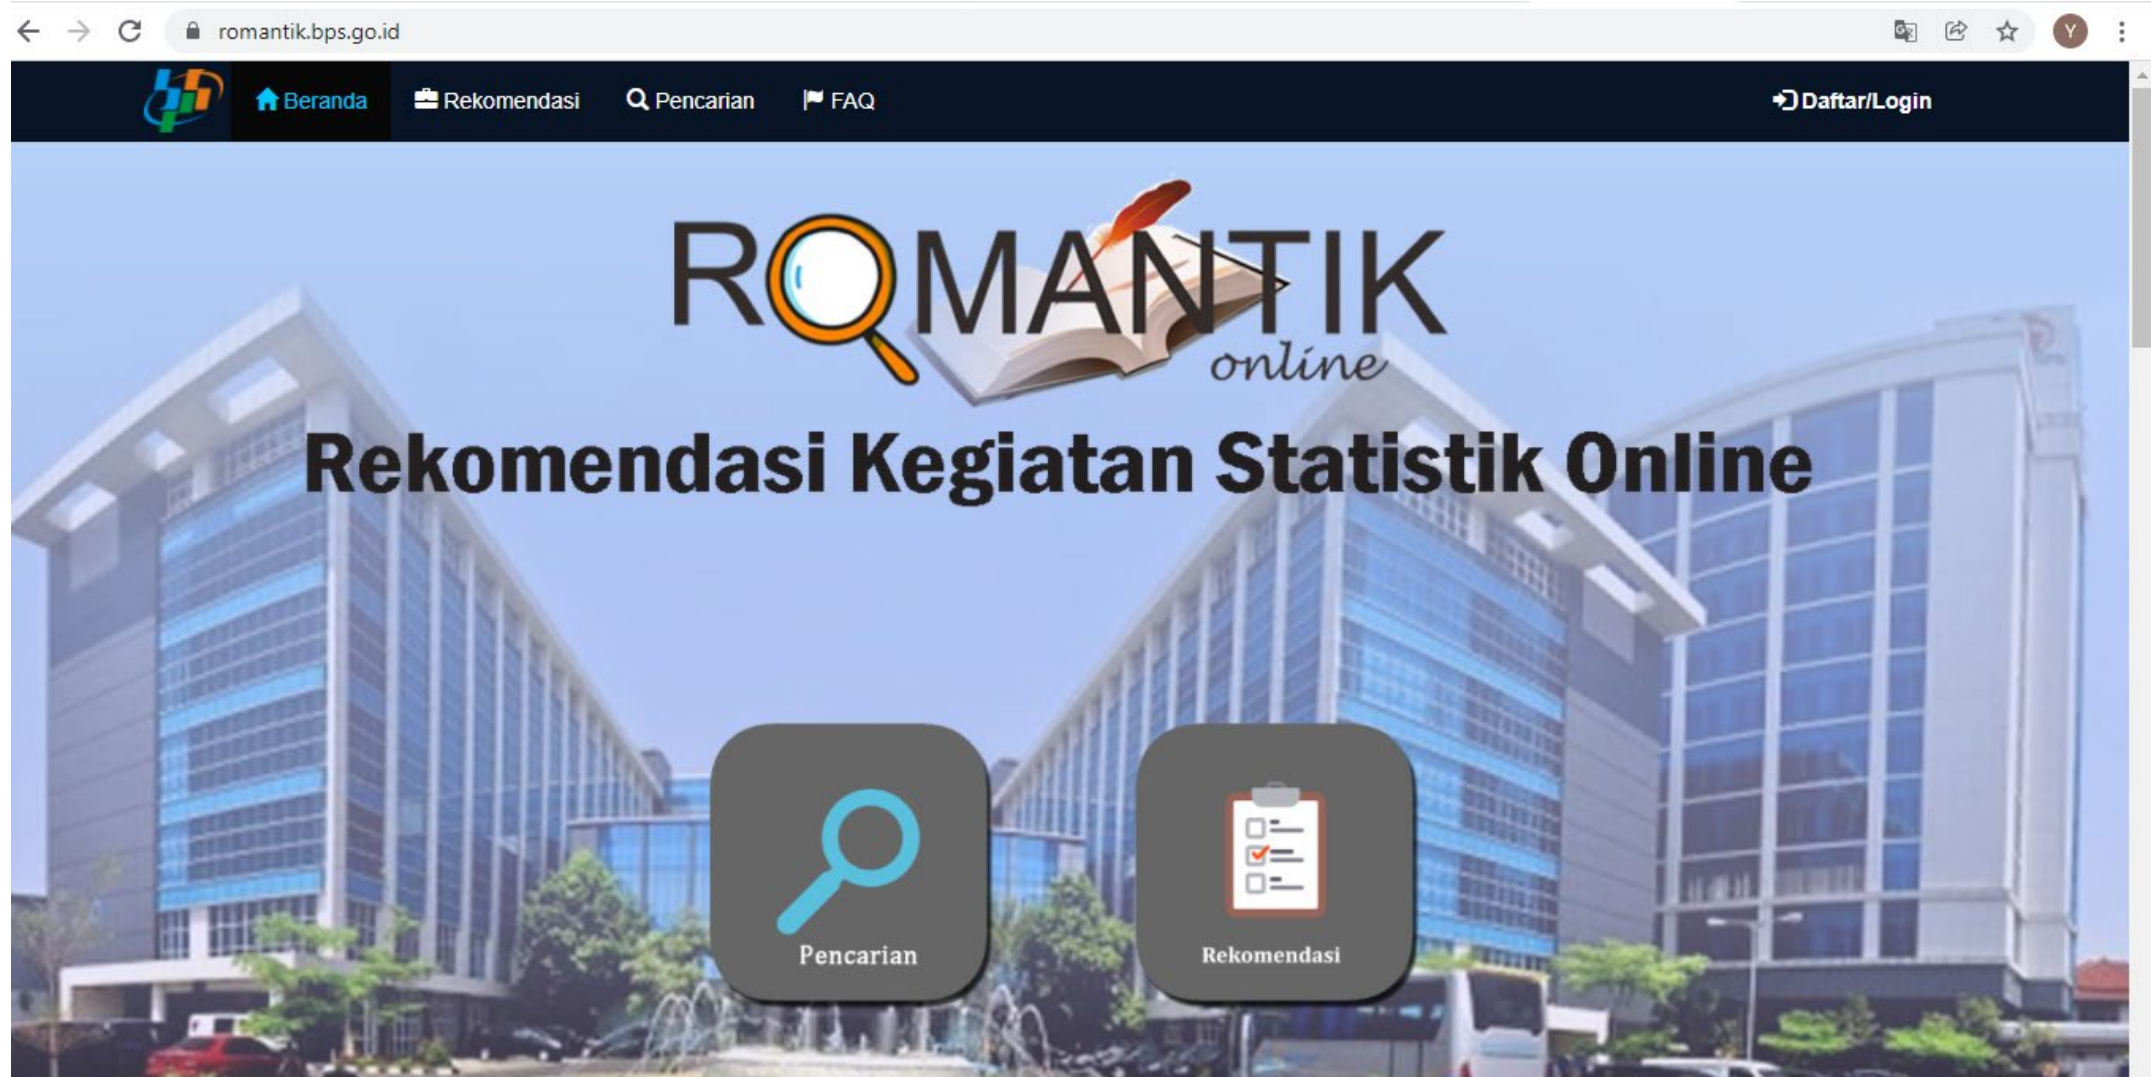 romantik.bps.go.id
Y
Beranda Rekomendasi Pencarian FAQ Daftar/Login
ROMANTIK
online
Rekomendasi Kegiatan Statistik Online
Pencarian Rekomendasi